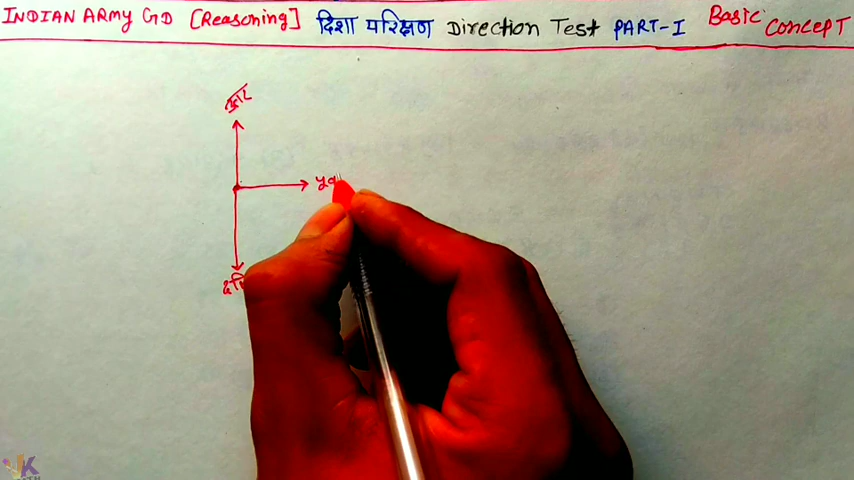 INDIAN ARMY GD [Reasoning] दिशा परिक्षण Direction Test PART-I Basic Concept
उत्तर